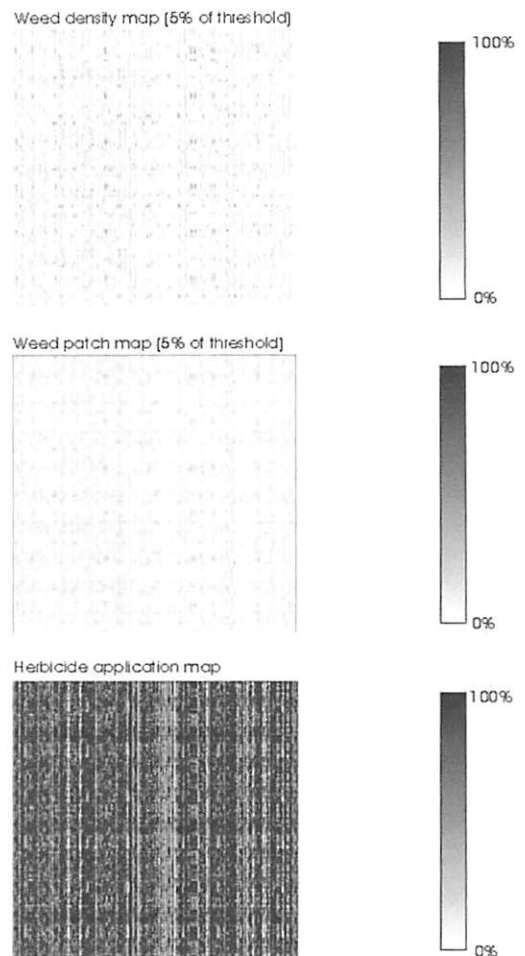 Weed density map (5% of threshold)
100%
0%
Weed patch map (5% of threshold)
100%
0%
Herbicide application map
100%
0%